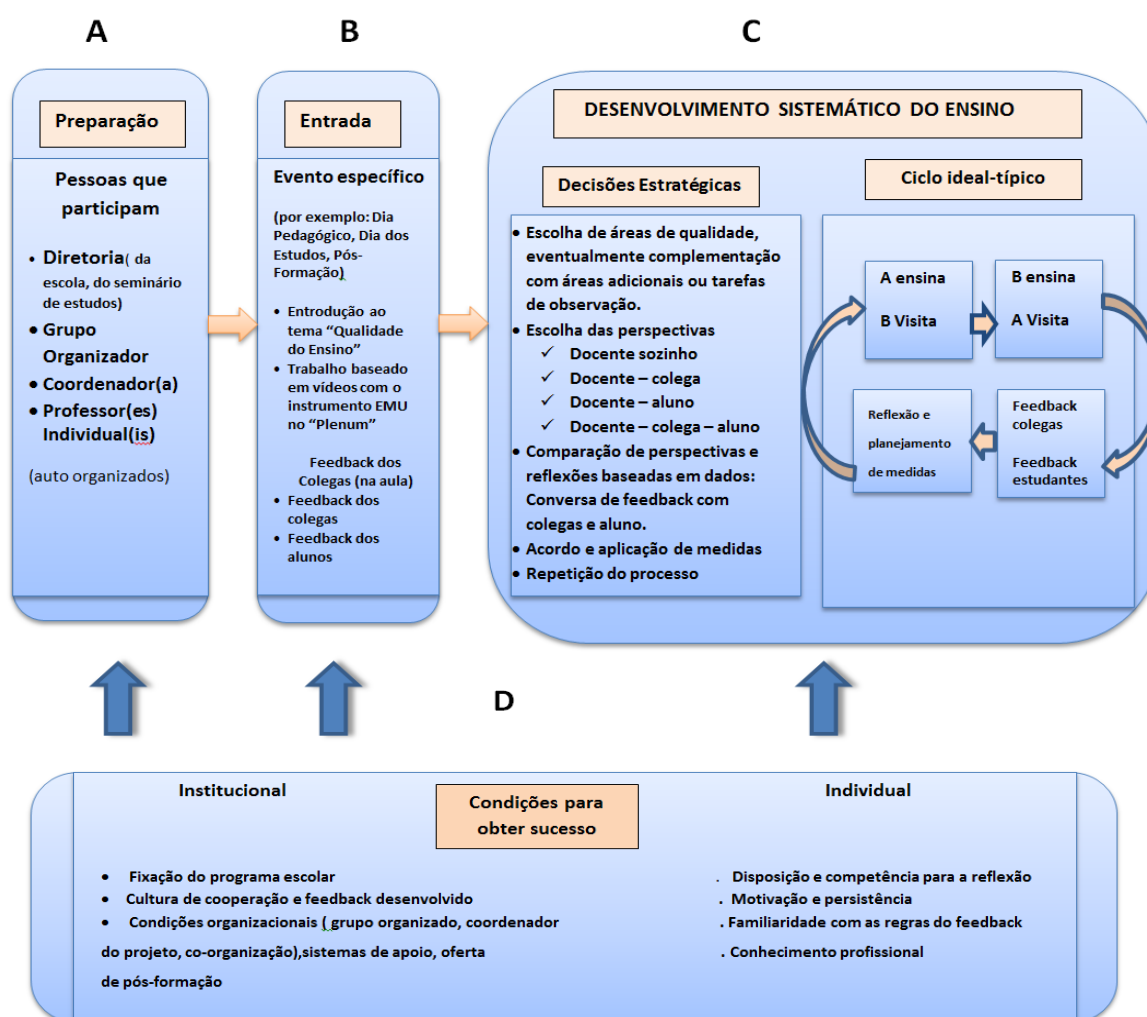 A
B
C
Preparação
Pessoas que
participam
• Diretoria( da
escola, do seminário
de estudos)
• Grupo
Organizador
• Coordenador(a)
• Professor(es)
Individual(is)
(auto organizados)
Entrada
Evento específico
(por exemplo: Dia
Pedagógico, Dia dos
Estudos, Pós-
Formação)
• Entrodução ao
tema “Qualidade
do Ensino”
• Trabalho baseado
em vídeos com o
instrumento EMU
no “Plenum”
Feedback dos
Colegas (na aula)
• Feedback dos
colegas
• Feedback dos
alunos
DESENVOLVIMENTO SISTEMÁTICO DO ENSINO
Decisões Estratégicas
• Escolha de áreas de qualidade,
eventualmente complementação
com áreas adicionais ou tarefas
de observação.
• Escolha das perspectivas
✓ Docente sozinho
✓ Docente – colega
✓ Docente – aluno
✓ Docente – colega – aluno
• Comparação de perspectivas e
reflexões baseadas em dados:
Conversa de feedback com
colegas e aluno.
• Acordo e aplicação de medidas
• Repetição do processo
Ciclo ideal-típico
A ensina
B Visita
B ensina
A Visita
Reflexão e
planejamento
de medidas
Feedback
colegas
Feedback
estudantes
D
Institucional
Condições para
obter sucesso
Individual
• Fixação do programa escolar
• Cultura de cooperação e feedback desenvolvido
• Condições organizacionais ( grupo organizado, coordenador
do projeto, co-organização),sistemas de apoio, oferta
de pós-formação
. Disposição e competência para a reflexão
. Motivação e persistência
. Familiaridade com as regras do feedback
. Conhecimento profissional